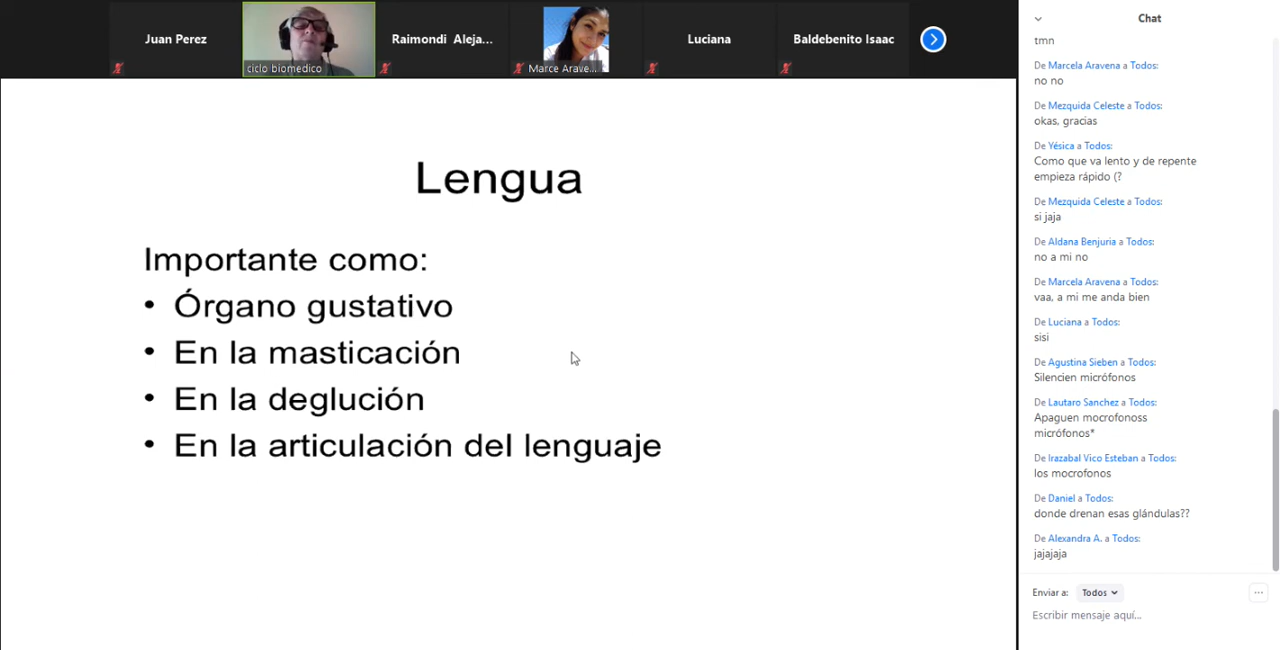 Juan Perez
ciclo biomedico
Raimondi Aleja...
Marce Arave...
Luciana
Baldebenito Isaac
Lengua
Importante como:
• Órgano gustativo
• En la masticación
• En la deglución
• En la articulación del lenguaje
Chat
tmn
De Marcela Aravena a Todos:
no no
De Mezquida Celeste a Todos:
okas, gracias
De Yésica a Todos:
Como que va lento y de repente
empieza rápido (?
De Mezquida Celeste a Todos:
si jaja
De Aldana Benjuria a Todos:
no a mi no
De Marcela Aravena a Todos:
vaa, a mi me anda bien
De Luciana a Todos:
sisi
De Agustina Sieben a Todos:
Silencien micrófonos
De Lautaro Sanchez a Todos:
Apaguen mocrofonoss
micrófonos*
De Irazabal Vico Esteban a Todos:
los mocrofonos
De Daniel a Todos:
donde drenan esas glándulas??
De Alexandra A. a Todos:
jajajaja
Enviar a: Todos
Escribir mensaje aquí...